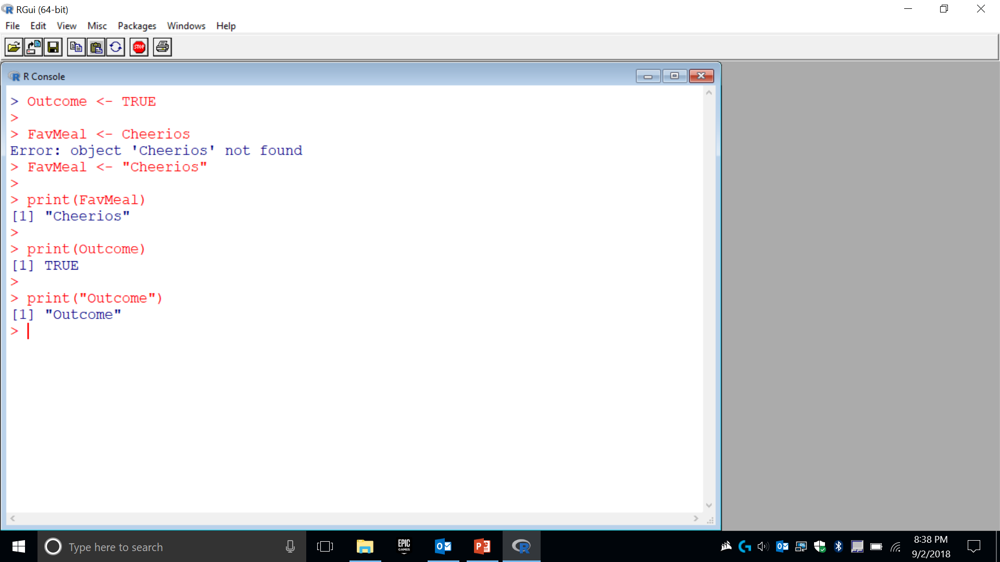 RGui (64-bit)
File Edit View Misc Packages Windows Help
STOP
R Console
> Outcome <- TRUE
>
> FavMeal <- Cheerios
Error: object 'Cheerios' not found
> FavMeal <- "Cheerios"
>
> print(FavMeal)
[1] "Cheerios"
>
> print(Outcome)
[1] TRUE
>
> print("Outcome")
[1] "Outcome"
>
Type here to search
EPIC
GAMES
8:38 PM
9/2/2018